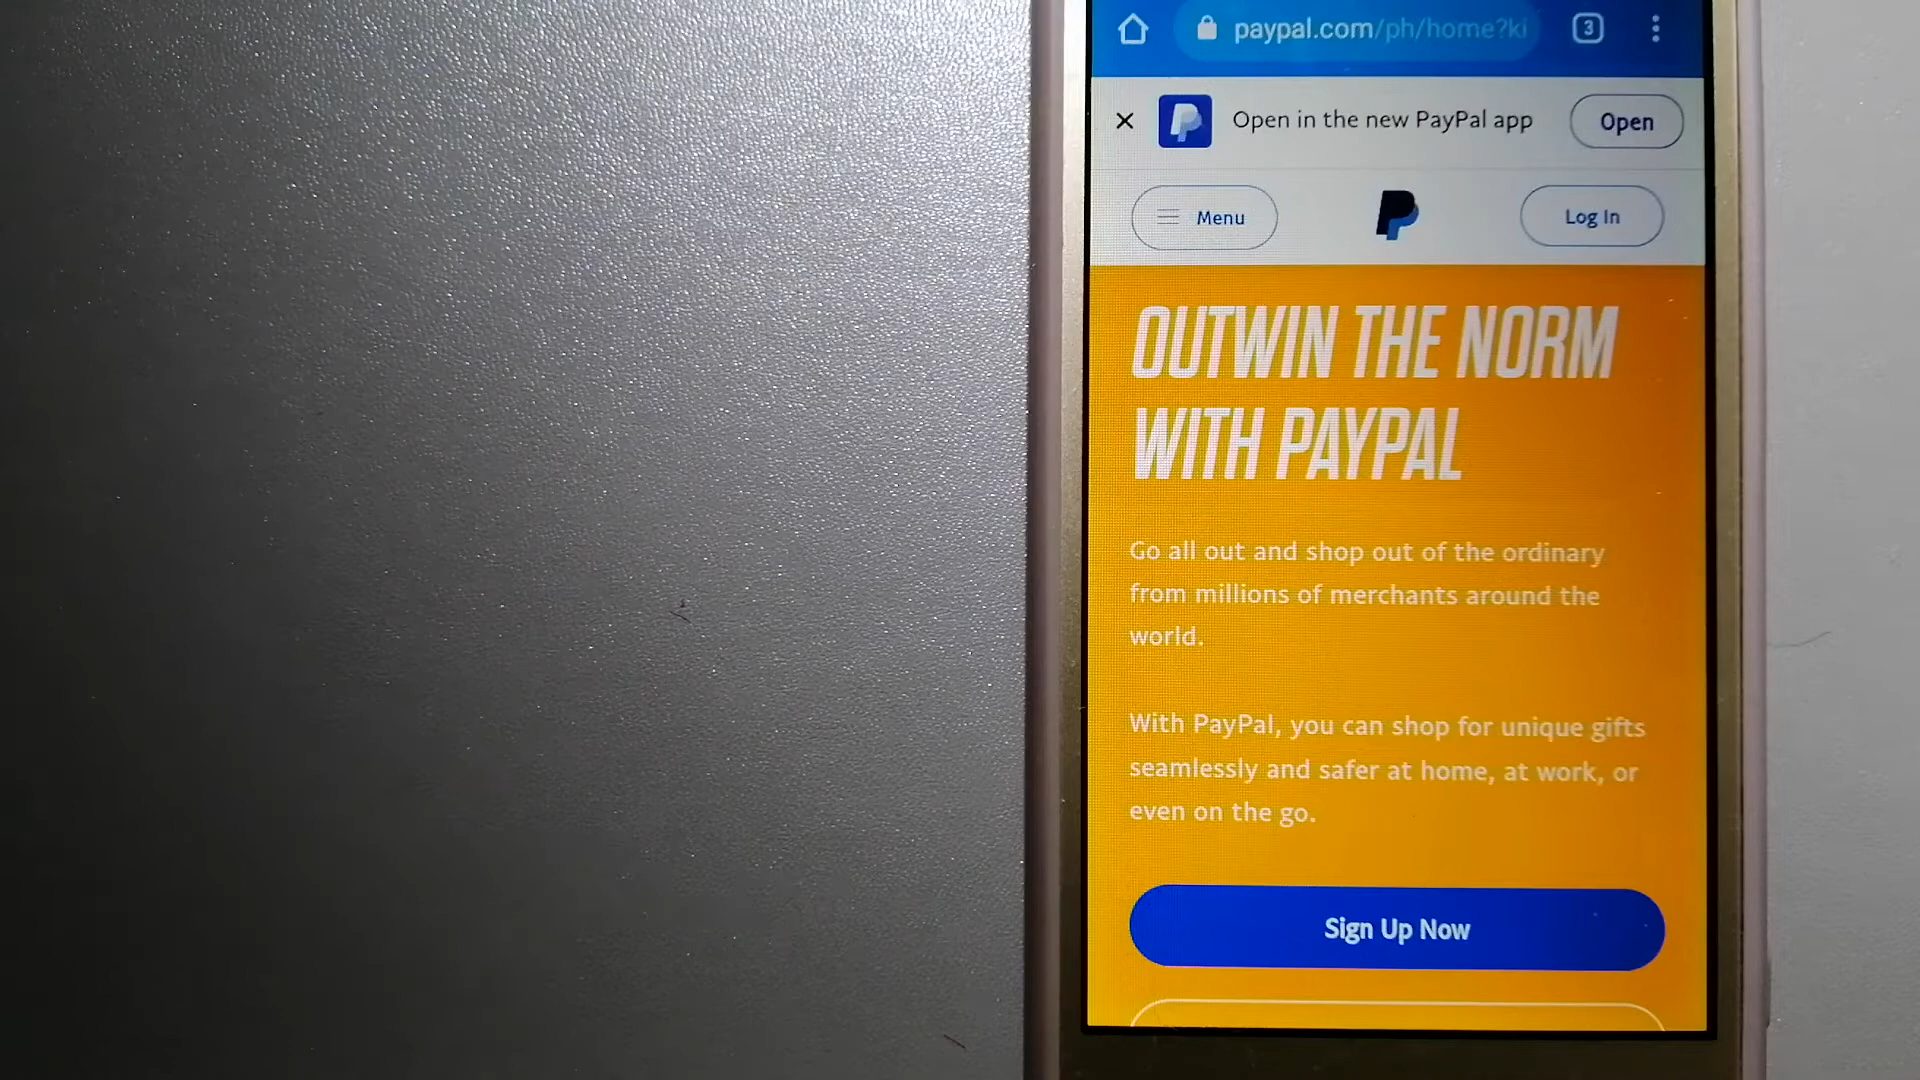 paypal.com/ph/home?ki
3
Open in the new PayPal app
Open
Menu
Log In
OUTWIN THE NORM
WITH PAYPAL
Go all out and shop out of the ordinary
from millions of merchants around the
world.
With PayPal, you can shop for unique gifts
seamlessly and safer at home, at work, or
even on the go.
Sign Up Now